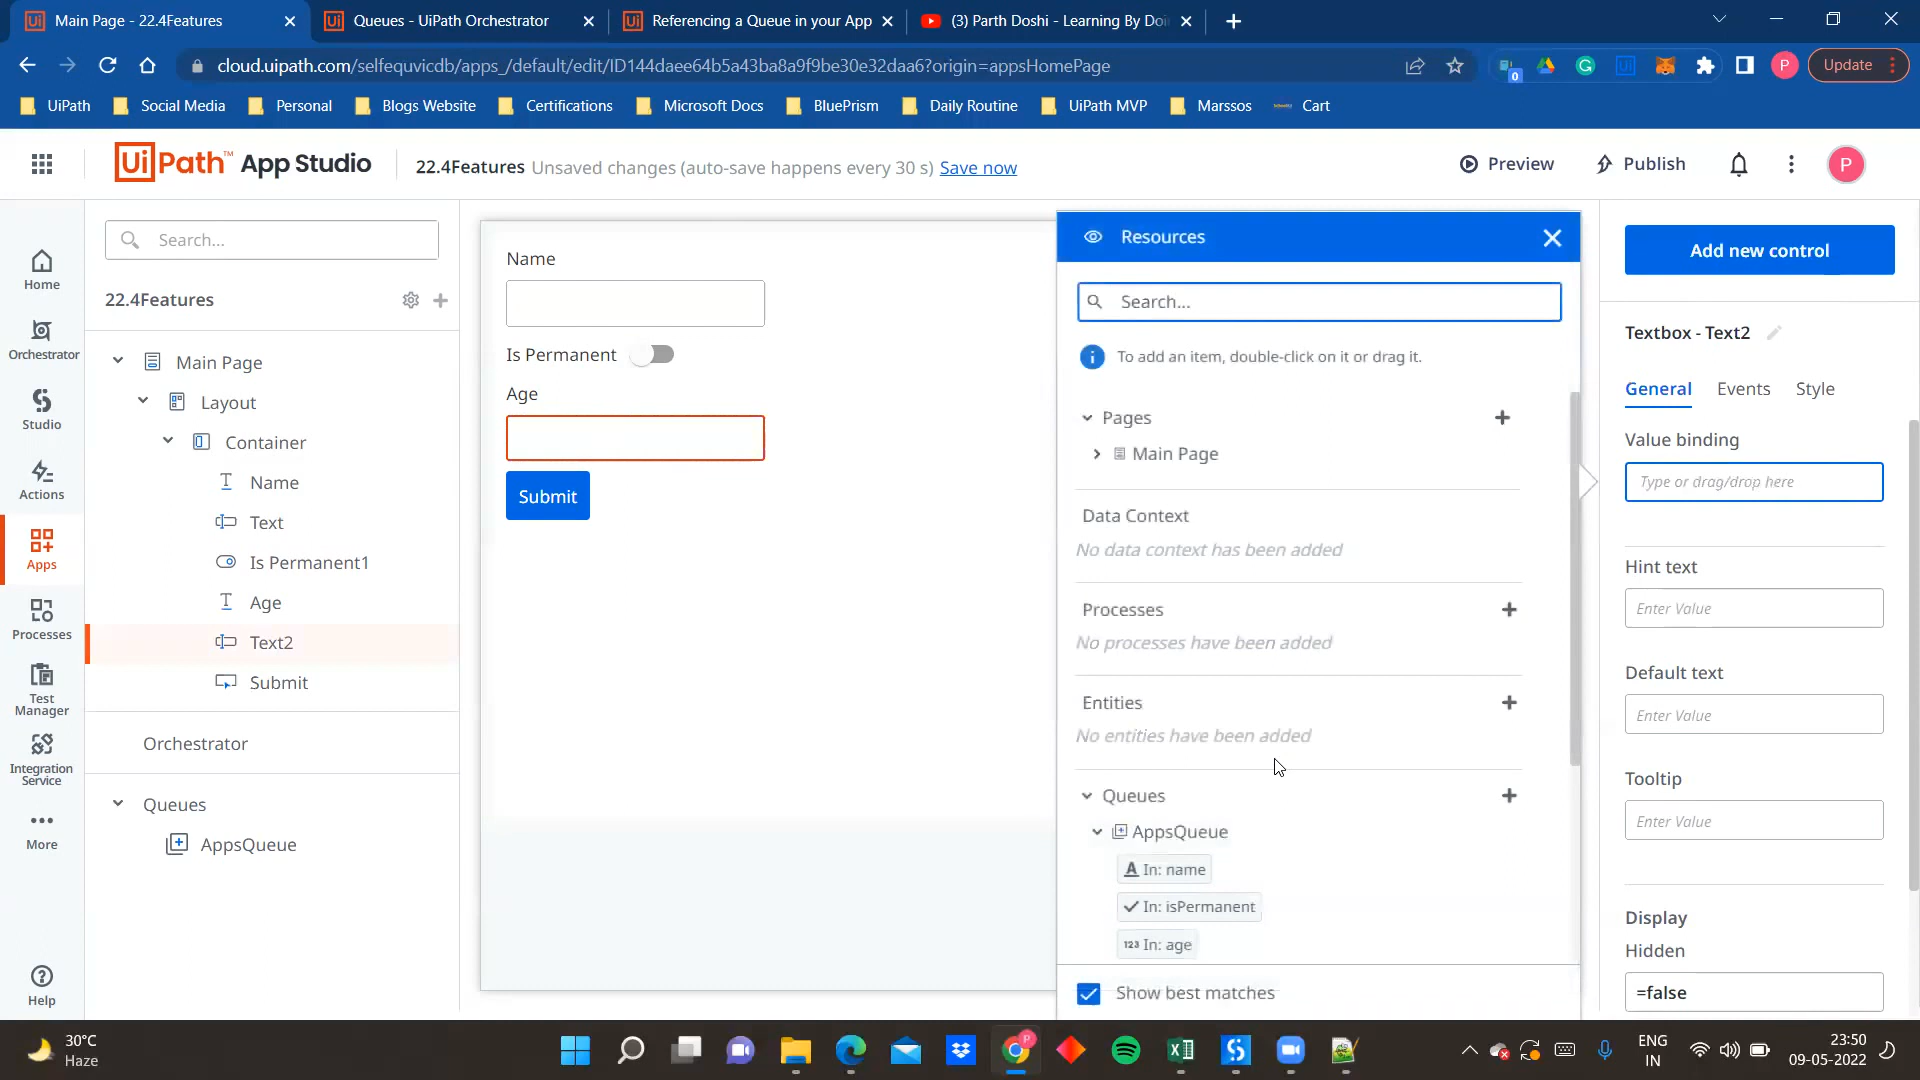 Main Page - 22.4Features
Queues - UiPath Orchestrator
Referencing a Queue in your App
(3) Parth Doshi - Learning By Doi
cloud.uipath.com/selfequvicdb/apps_/default/edit/ID144daee64b5a43ba8a9f9be30e32daa6?origin=appsHomePage
0
P
Update
UiPath
Social Media
Personal
Blogs Website
Certifications
Microsoft Docs
BluePrism
Daily Routine
UiPath MVP
Marssos
Cart
UiPath™ App Studio
22.4Features Unsaved changes (auto-save happens every 30 s) Save now
Preview
Publish
P
Home
Orchestrator
Studio
Actions
Apps
Processes
Test
Manager
Integration
Service
More
Help
Search...
22.4Features
Main Page
Layout
Container
Name
Text
Is Permanent1
Age
Text2
Submit
Orchestrator
Queues
AppsQueue
Name
Is Permanent
Age
Submit
Resources
Search...
To add an item, double-click on it or drag it.
Pages
Main Page
Data Context
No data context has been added
Processes
No processes have been added
Entities
No entities have been added
Queues
AppsQueue
A In: name
In: isPermanent
123 In: age
Show best matches
Add new control
Textbox - Text2
General
Events
Style
Value binding
Type or drag/drop here
Hint text
Enter Value
Default text
Enter Value
Tooltip
Enter Value
Display
Hidden
=false
30°C
Haze
ENG
IN
23:50
09-05-2022